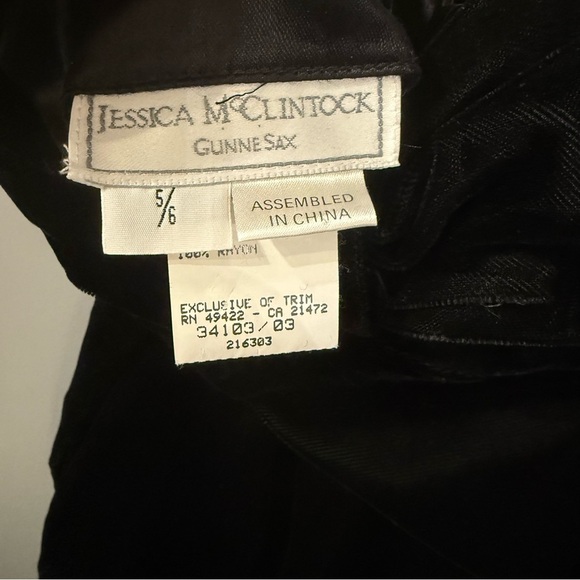 JESSICA McCLINTOCK
GUNNE SAX
5/6
ASSEMBLED
IN CHINA
100% RAYON
EXCLUSIVE OF TRIM
RN 49422 - CA 21472
34103/03
216303